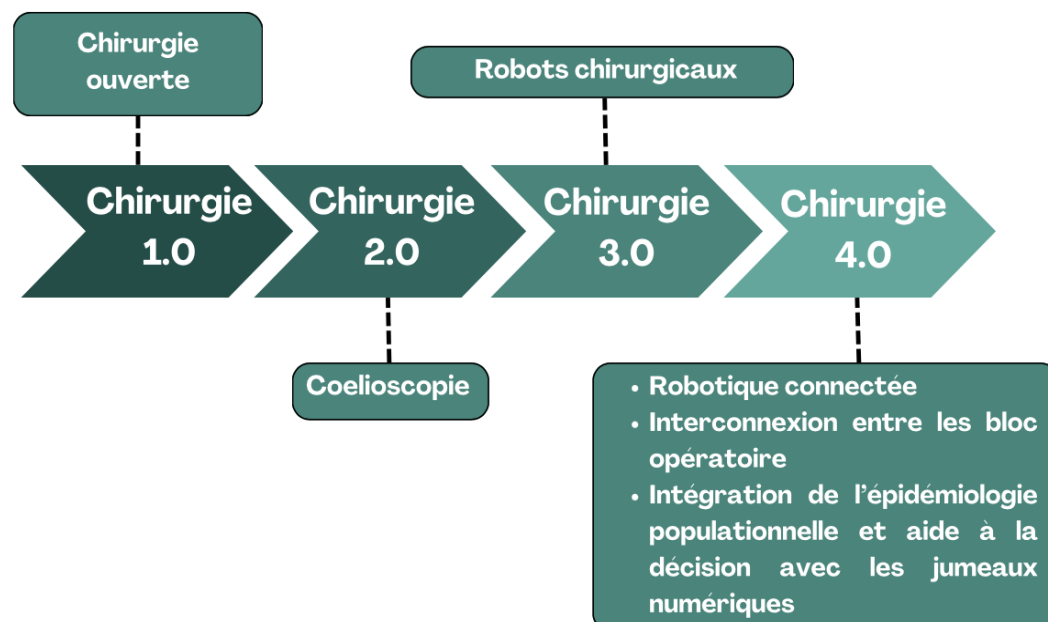 Chirurgie
ouverte
Robots chirurgicaux
Chirurgie
1.0
Chirurgie
2.0
Chirurgie
3.0
Chirurgie
4.0
Coelioscopie
• Robotique connectée
• Interconnexion entre les bloc
opératoire
• Intégration de l'épidémiologie
populationnelle et aide à la
décision avec les jumeaux
numériques